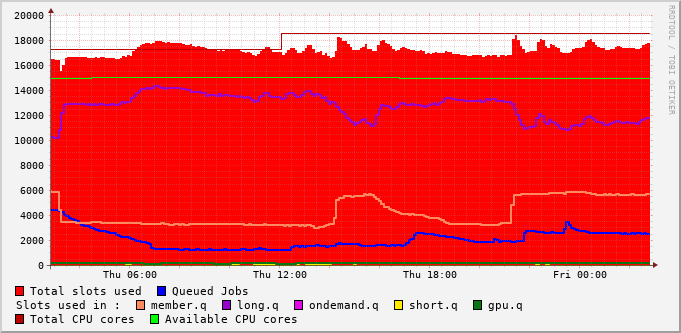 20000
18000
16000
14000
12000
10000
8000
6000
4000
2000
0
Thu 06:00 Thu 12:00 Thu 18:00 Fri 00:00
RRDTOOL / TOBI OETIKER
Total slots used Queued Jobs
Slots used in : member.q long.q ondemand.q short.q gpu.q
Total CPU cores Available CPU cores